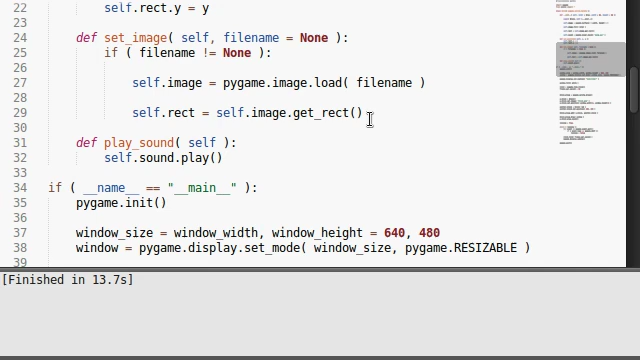 22 self.rect.y = y
23
24 def set_image( self, filename = None ):
25 if ( filename != None ):
26
27 self.image = pygame.image.load( filename )
28
29 self.rect = self.image.get_rect()
30
31 def play_sound( self ):
32 self.sound.play()
33
34 if ( __name__ == "__main__" ):
35 pygame.init()
36
37 window_size = window_width, window_height = 640, 480
38 window = pygame.display.set_mode( window_size, pygame.RESIZABLE )
39
[Finished in 13.7s]